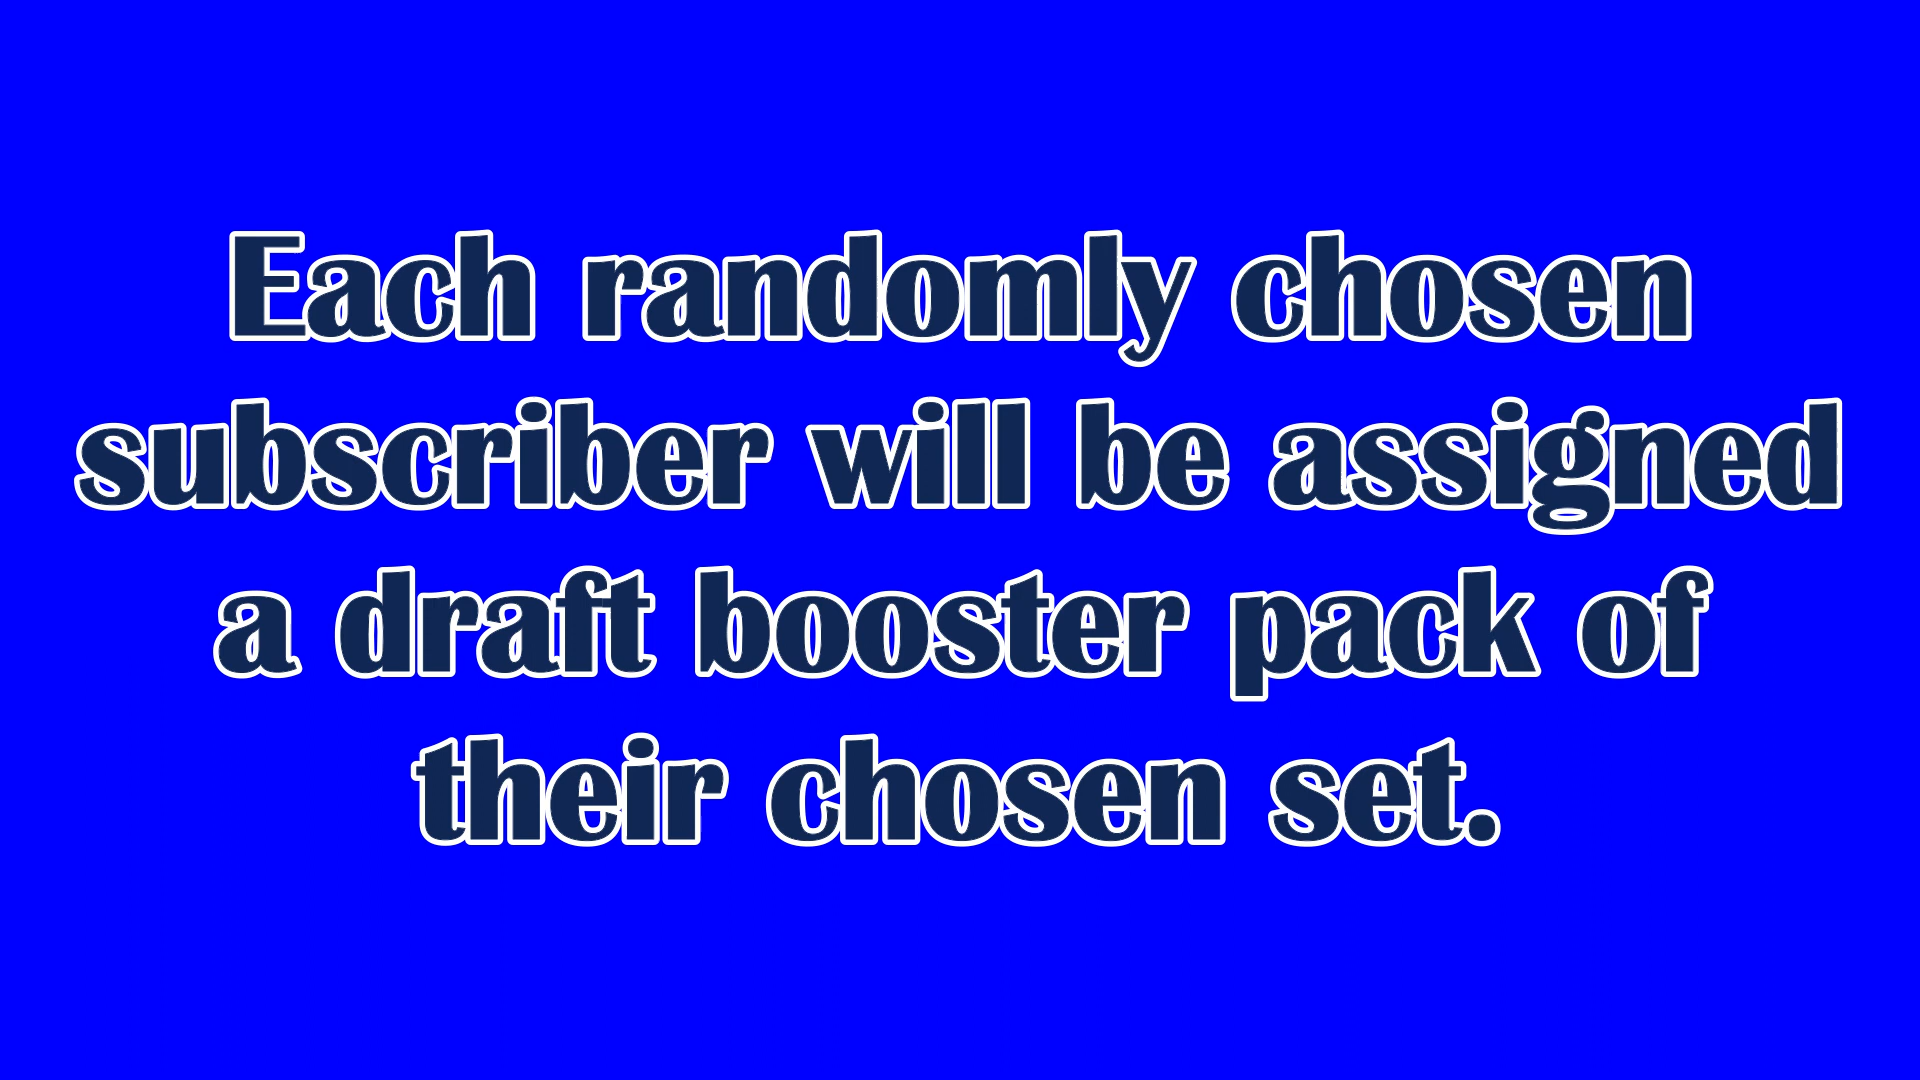 Each randomly chosen
subscriber will be assigned
a draft booster pack of
their chosen set.